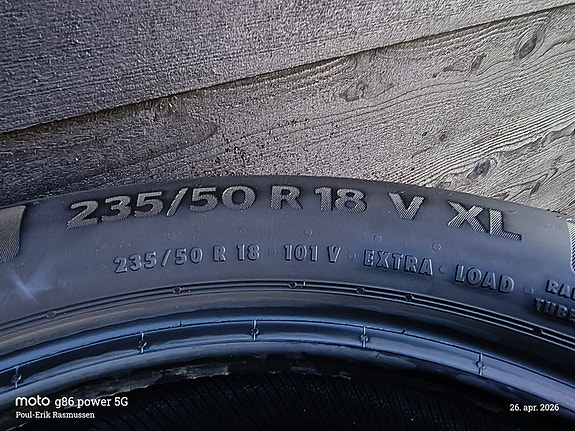 235/50 R 18 V XL
235/50 R 18 · 101 V · EXTRA · LOAD ·
moto g86 power 5G
Poul-Erik Rasmussen
26. apr. 2026